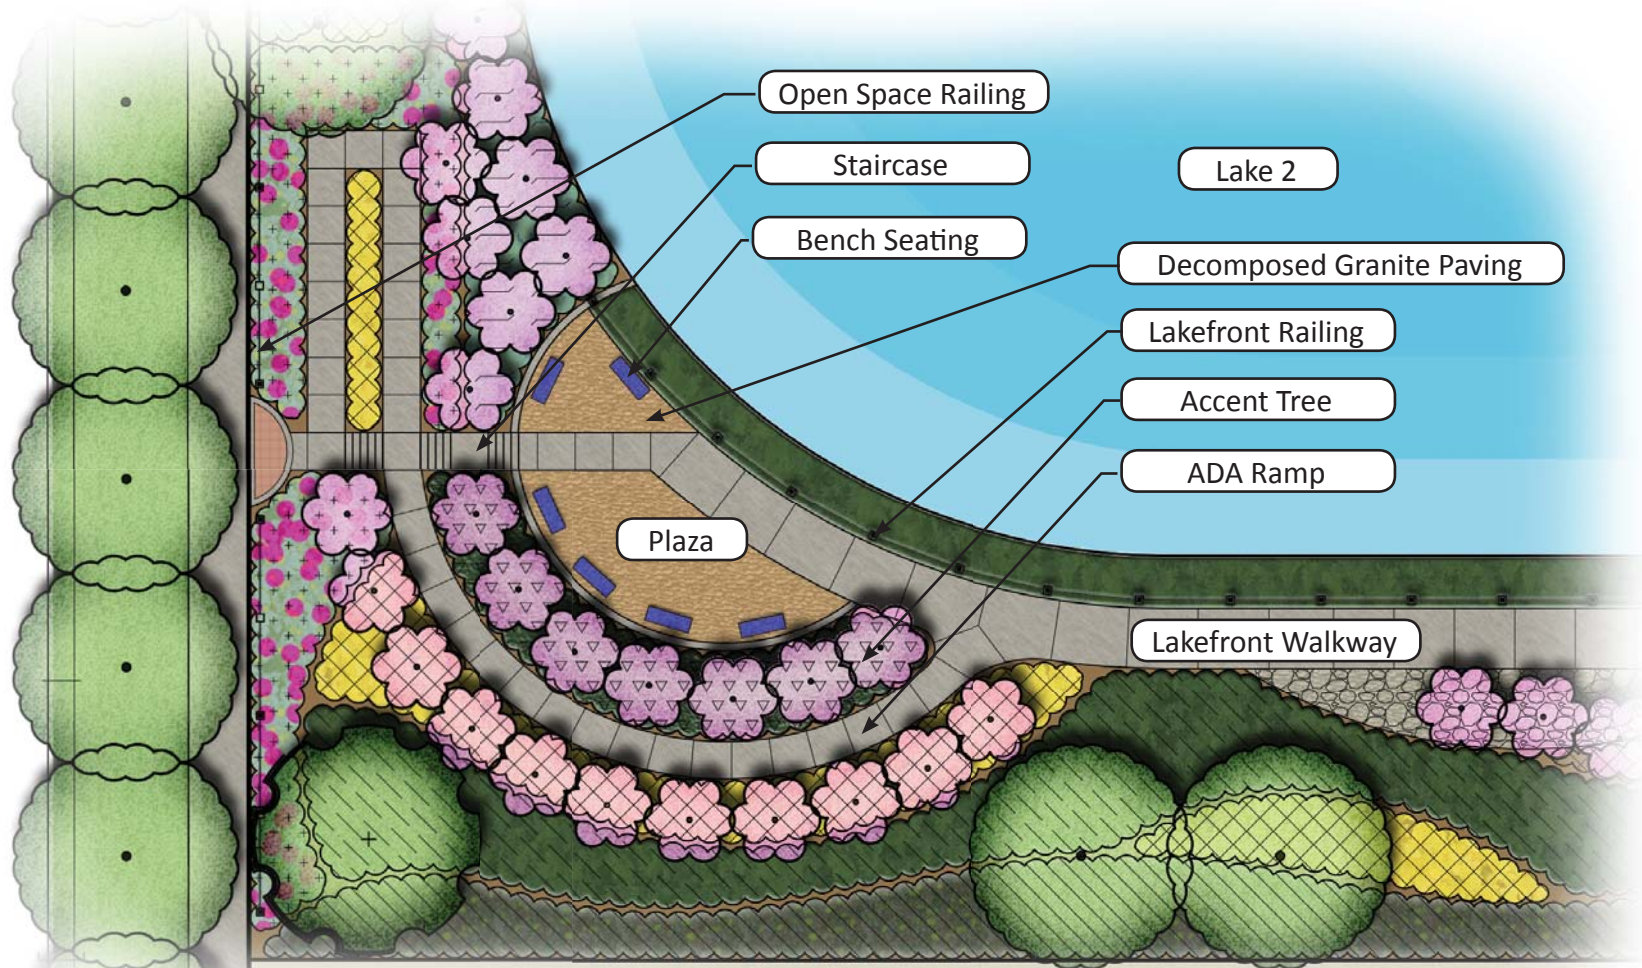 Open Space Railing
Staircase
Lake 2
Bench Seating
Decomposed Granite Paving
Lakefront Railing
Accent Tree
ADA Ramp
Plaza
Lakefront Walkway